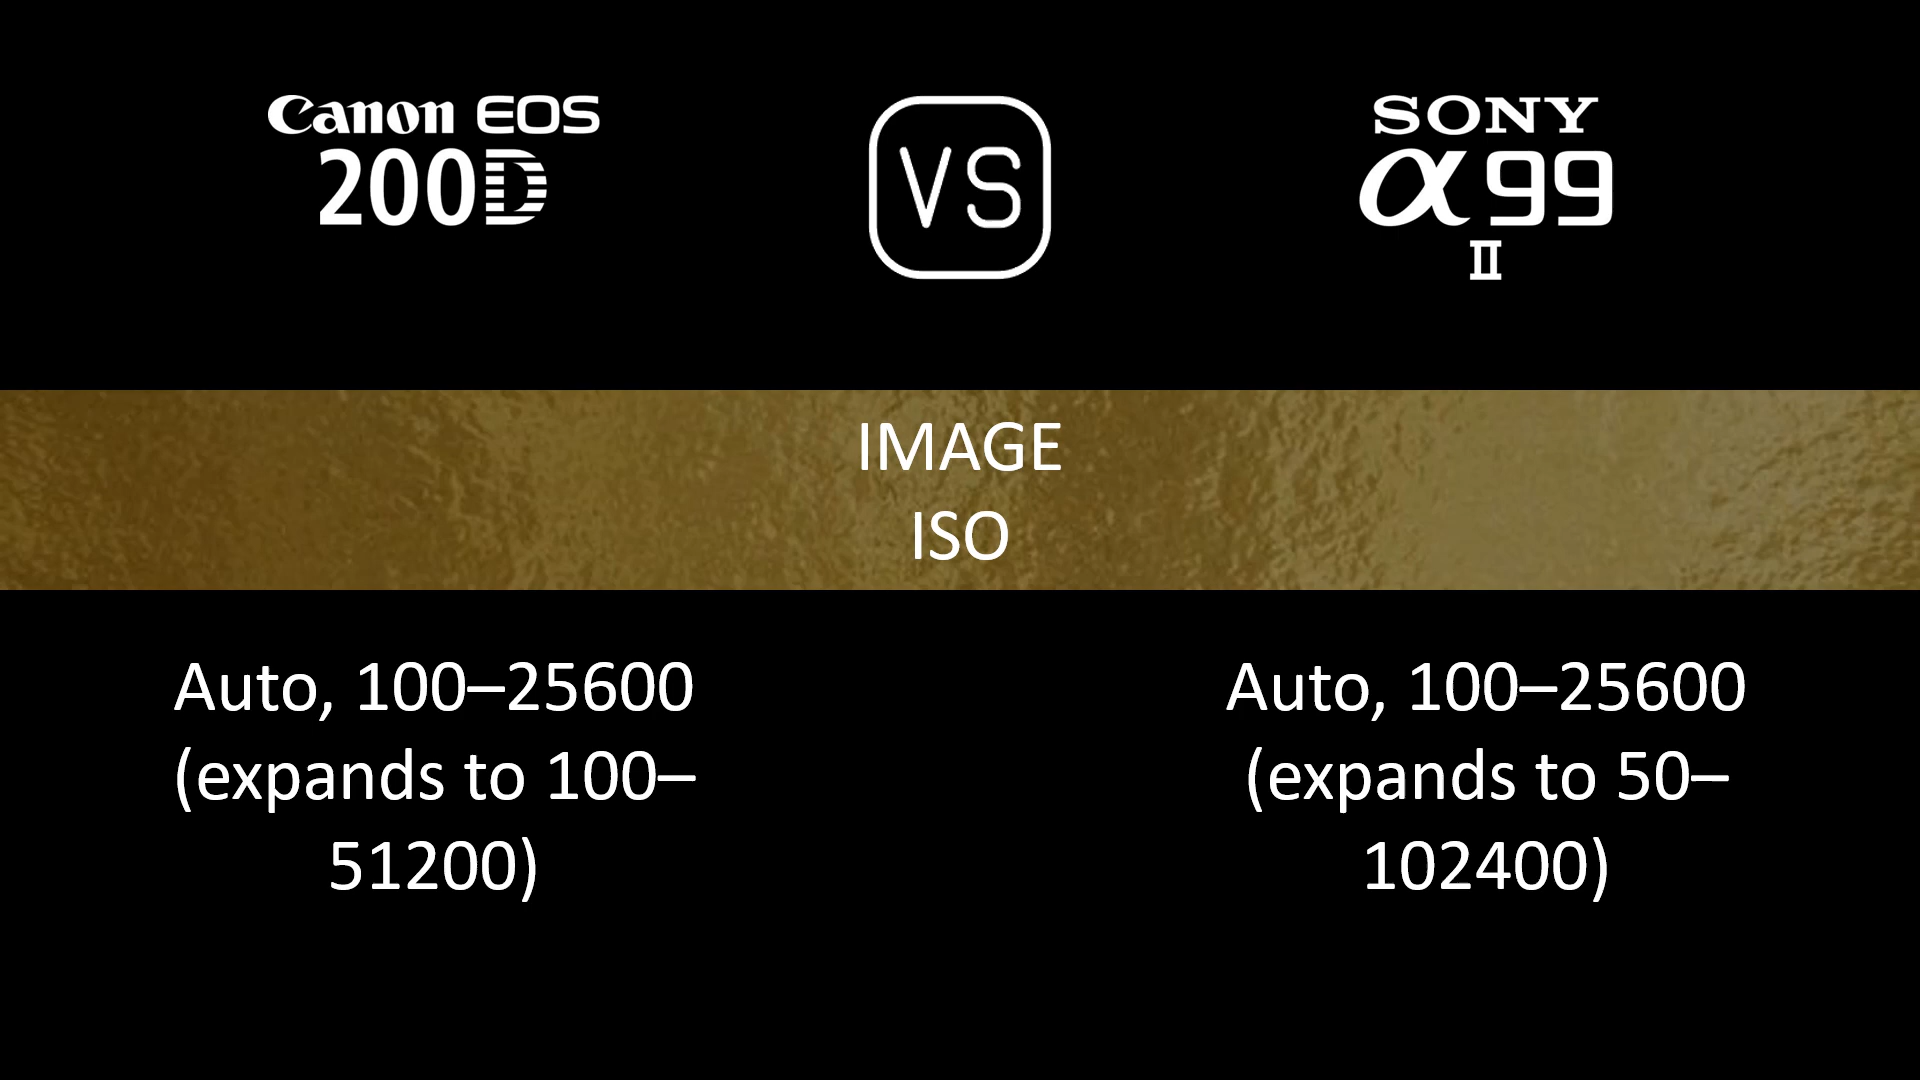 Canon EOS
200D
VS
SONY
α99
II
IMAGE
ISO
Auto, 100–25600
(expands to 100–
51200)
Auto, 100–25600
(expands to 50–
102400)